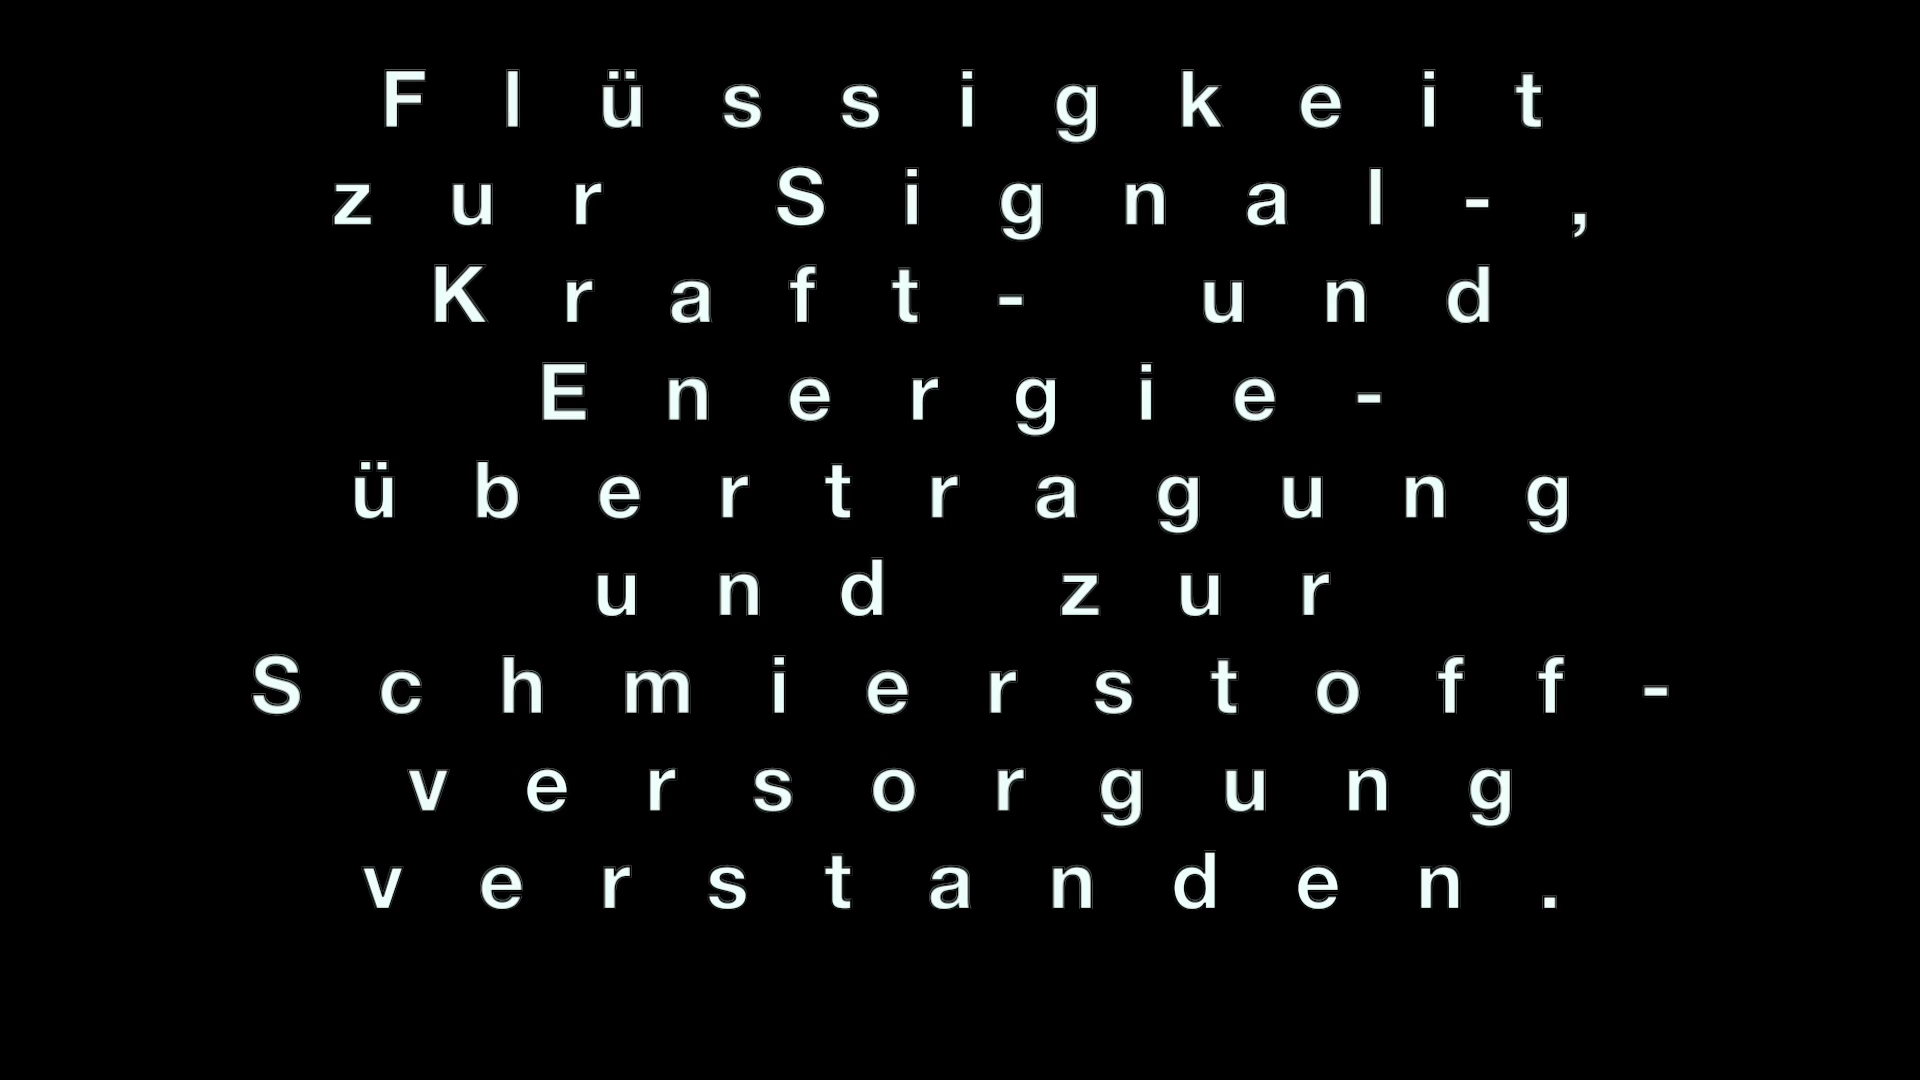 Flüssigkeit
zur Signal-,
Kraft- und
Energie-
übertragung
und zur
Schmierstoff-
versorgung
verstanden.